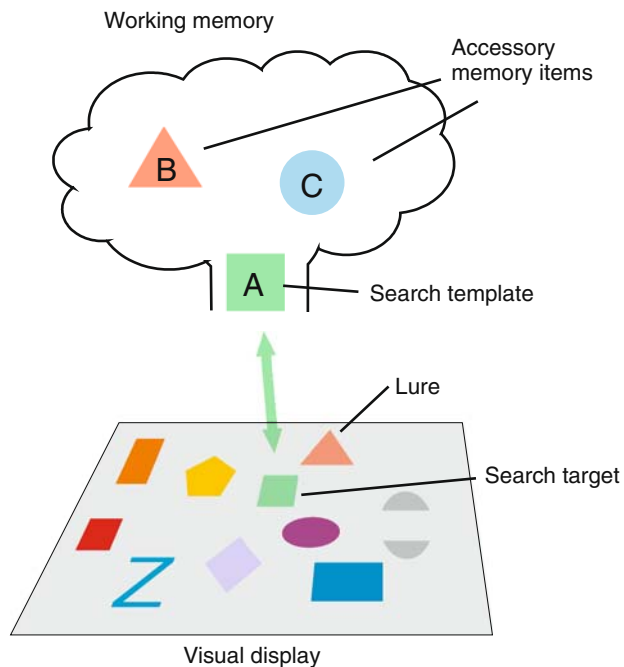 Working memory
Accessory
memory items
B
C
A
Search template
Lure
Search target
Z
Visual display